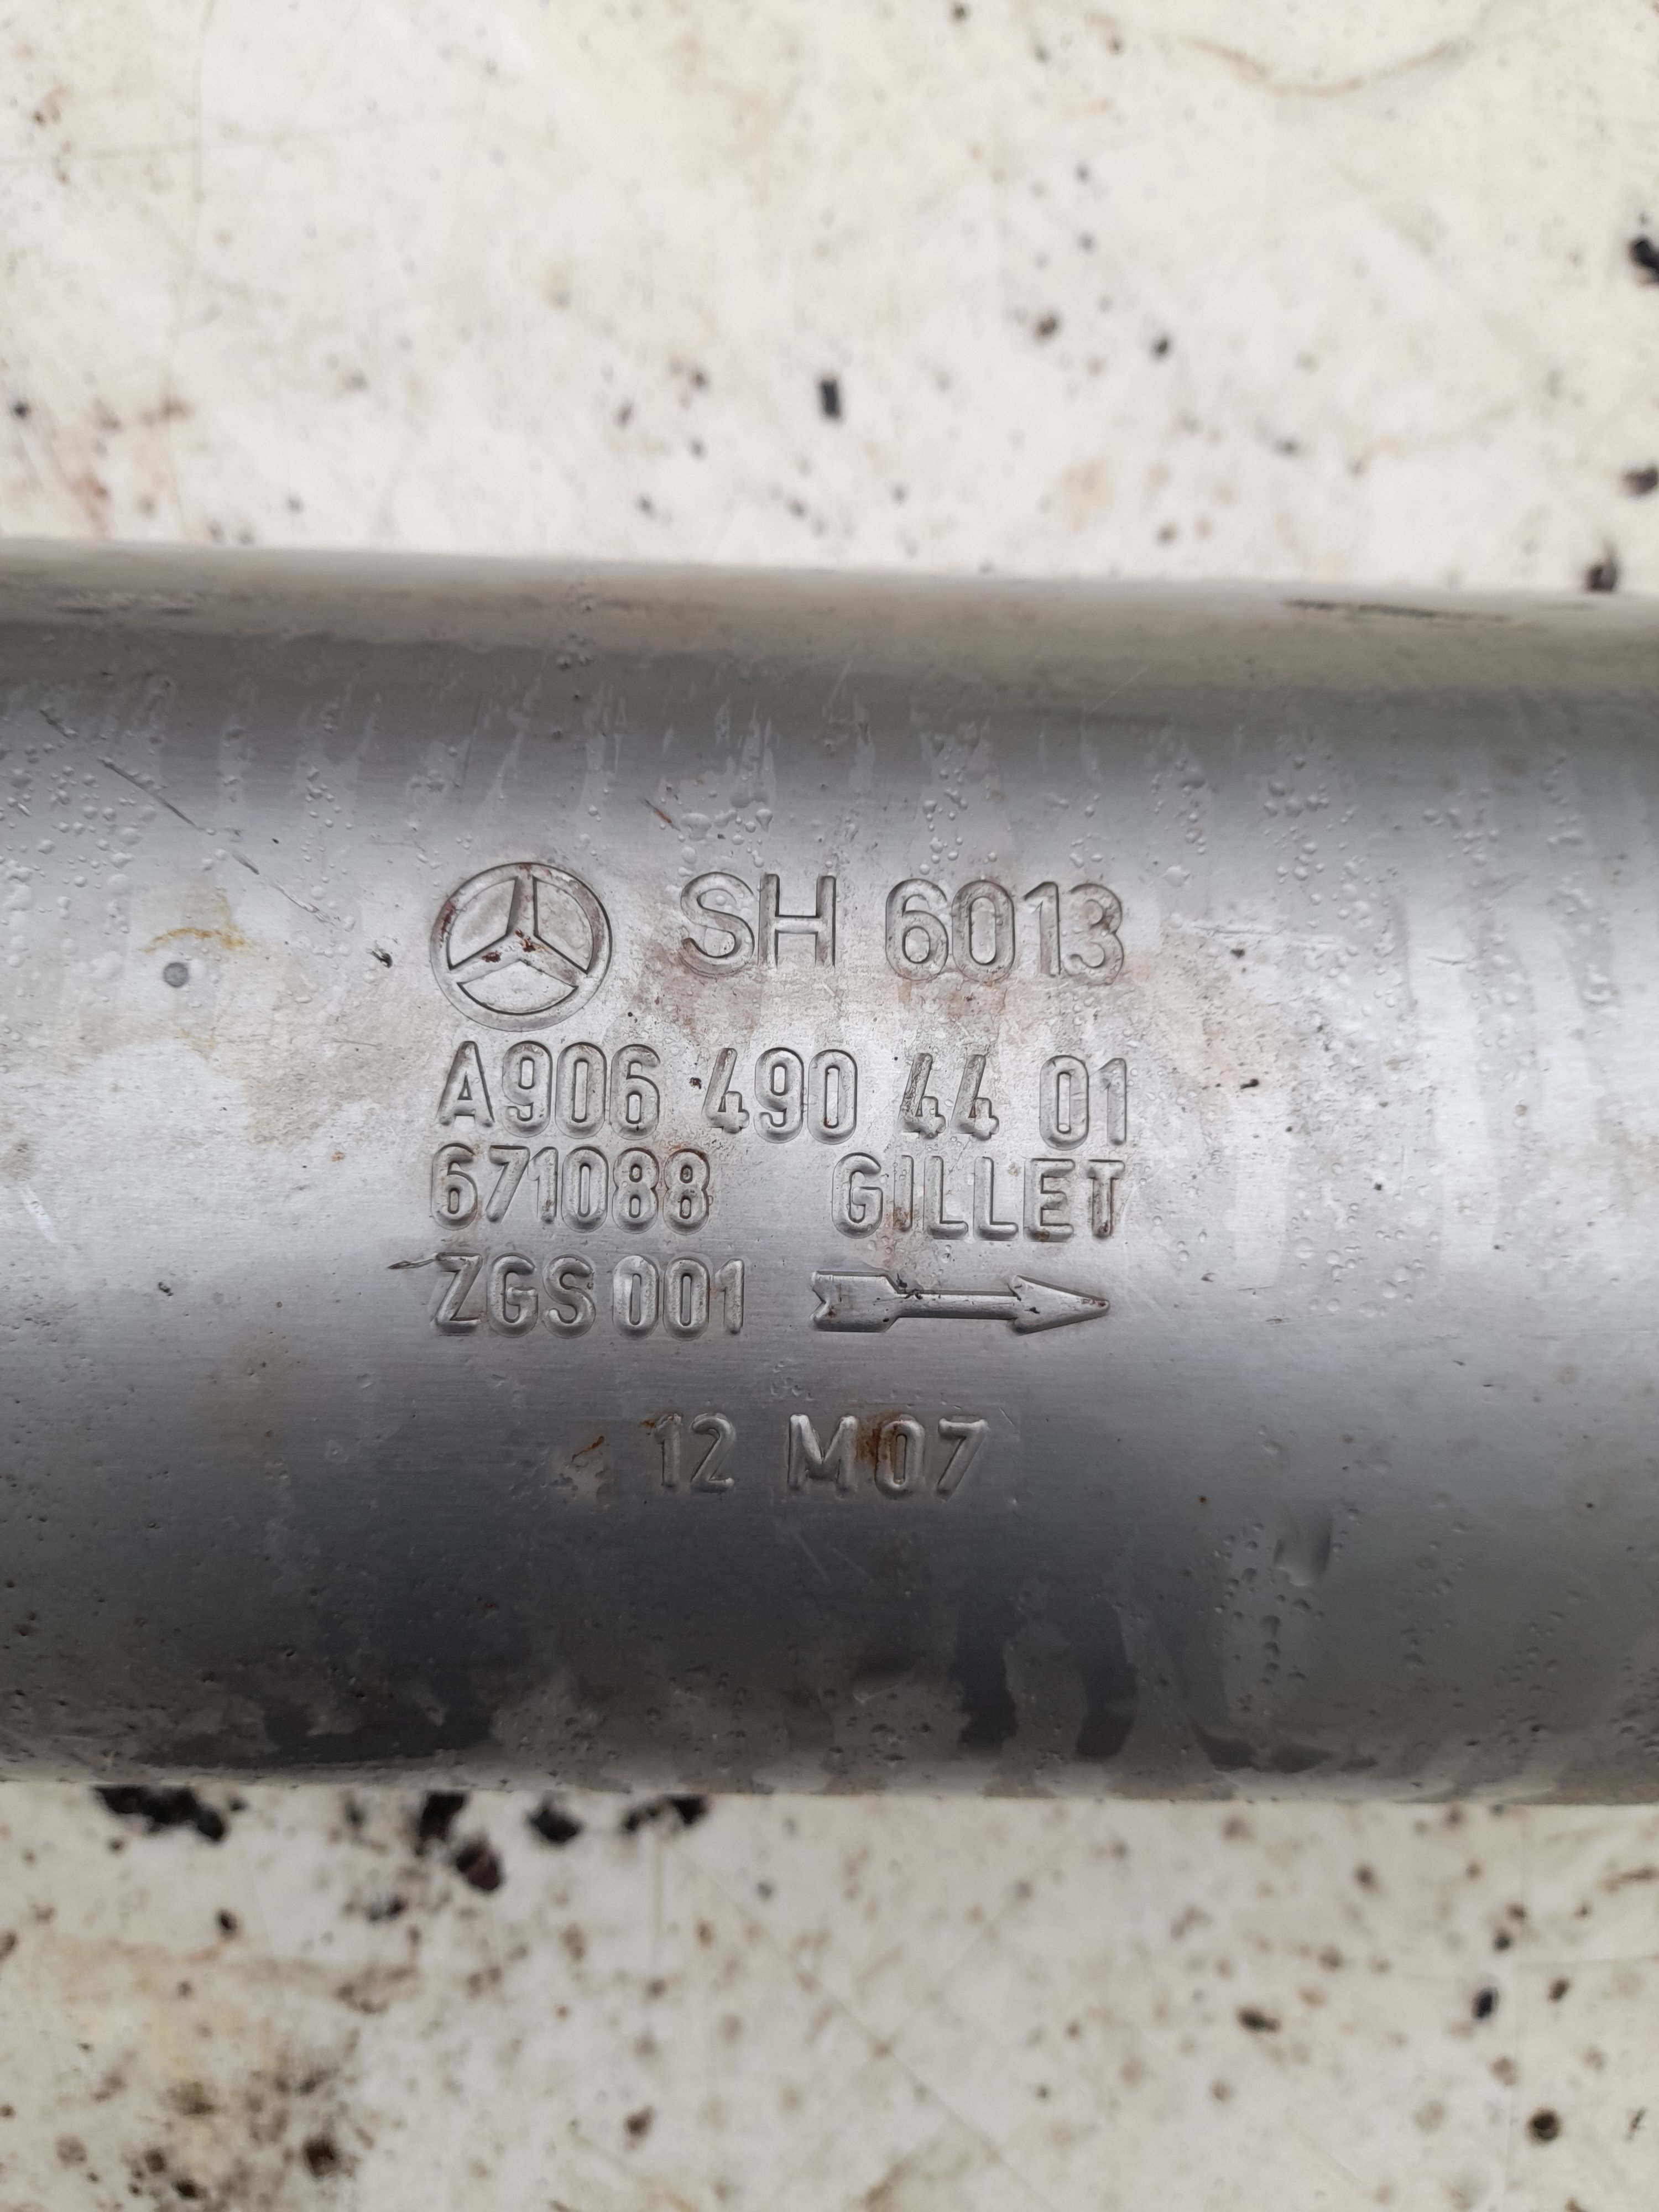 SH 6013
A906 490 44 01
671088 GILLET
ZGS 001
12 M07